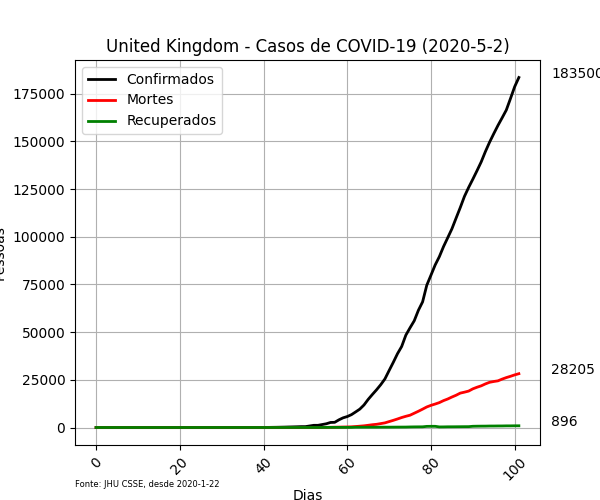 United Kingdom - Casos de COVID-19 (2020-5-2)
Confirmados
Mortes
Recuperados
183500
175000
150000
125000
100000
75000
50000
25000
0
28205
896
0
20
40
60
80
100
Fonte: JHU CSSE, desde 2020-1-22
Dias